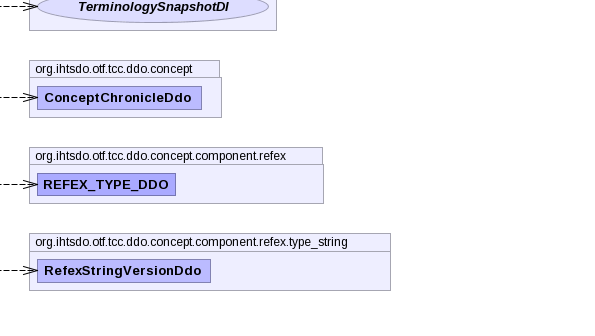 TerminologySnapshotDI
org.ihtsdo.otf.tcc.ddo.concept
ConceptChronicleDdo
org.ihtsdo.otf.tcc.ddo.concept.component.refex
REFEX_TYPE_DDO
org.ihtsdo.otf.tcc.ddo.concept.component.refex.type_string
RefexStringVersionDdo